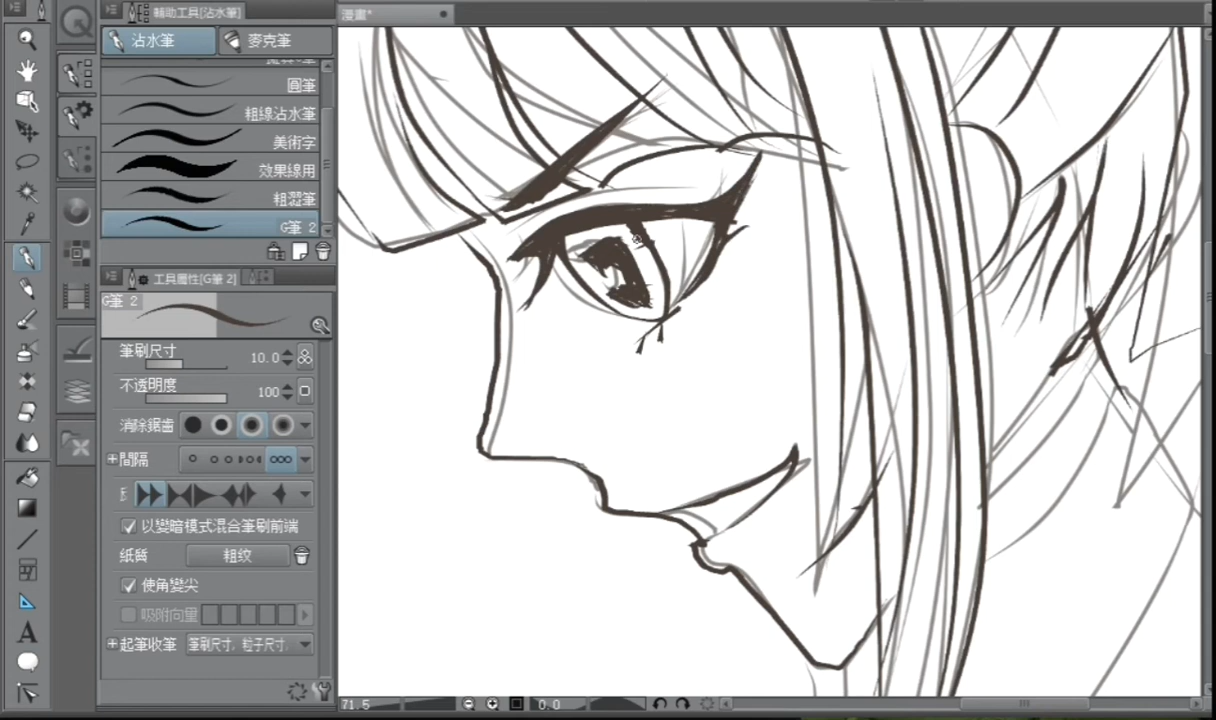 輔助工具[沾水筆]
漫畫*
沾水筆
麥克筆
圓筆
粗線沾水筆
美術字
效果線用
粗澀筆
G筆 2
工具屬性[G筆 2]
G筆 2
筆刷尺寸
10.0
不透明度
100
消除鋸齒
間隔
以變暗模式混合筆刷前端
紙質
粗紋
使角變尖
吸附向量
起筆收筆
筆刷尺寸, 粒子尺寸,
71.5
0.0